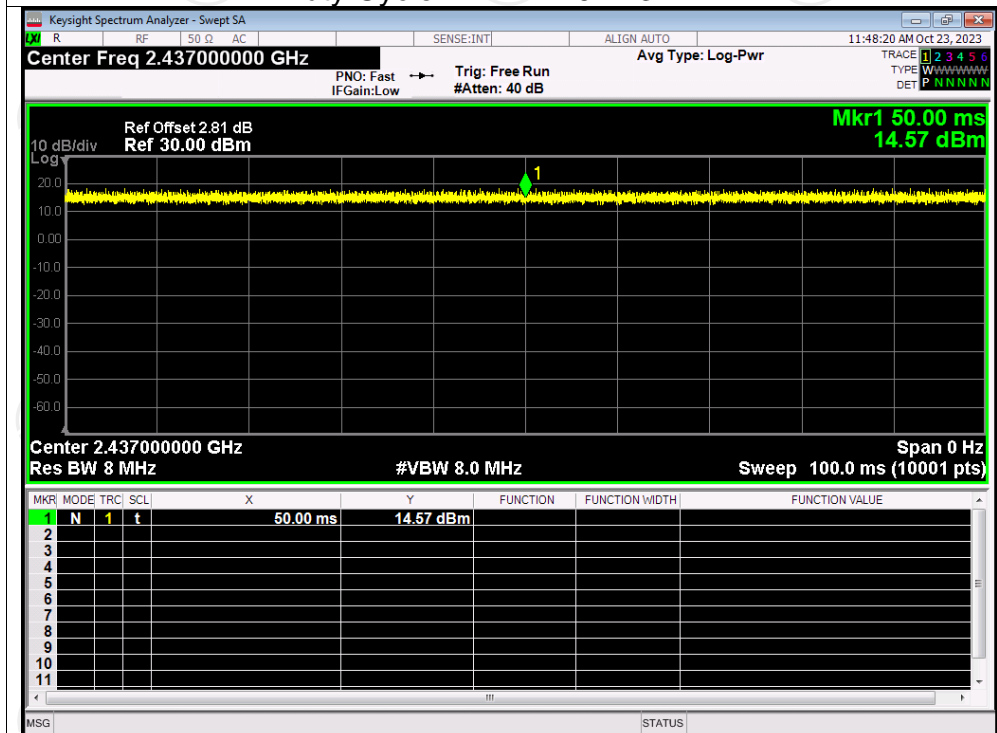 Keysight Spectrum Analyzer - Swept SA
R RF 50 Ω AC SENSE:INT ALIGN AUTO 11:48:20 AM Oct 23, 2023
Center Freq 2.437000000 GHz Avg Type: Log-Pwr TRACE 1 2 3 4 5 6
PNO: Fast Trig: Free Run TYPE WWWWWW
IFGain:Low #Atten: 40 dB DET P N N N N N
Mkr1 50.00 ms
14.57 dBm
Ref Offset 2.81 dB
10 dB/div Ref 30.00 dBm
Log
1
20.0
10.0
0.00
-10.0
-20.0
-30.0
-40.0
-50.0
-60.0
Center 2.437000000 GHz Span 0 Hz
Res BW 8 MHz #VBW 8.0 MHz Sweep 100.0 ms (10001 pts)
MKR MODE TRC SCL X Y FUNCTION FUNCTION WIDTH FUNCTION VALUE
1 N 1 t 50.00 ms 14.57 dBm
2
3
4
5
6
7
8
9
10
11
MSG STATUS